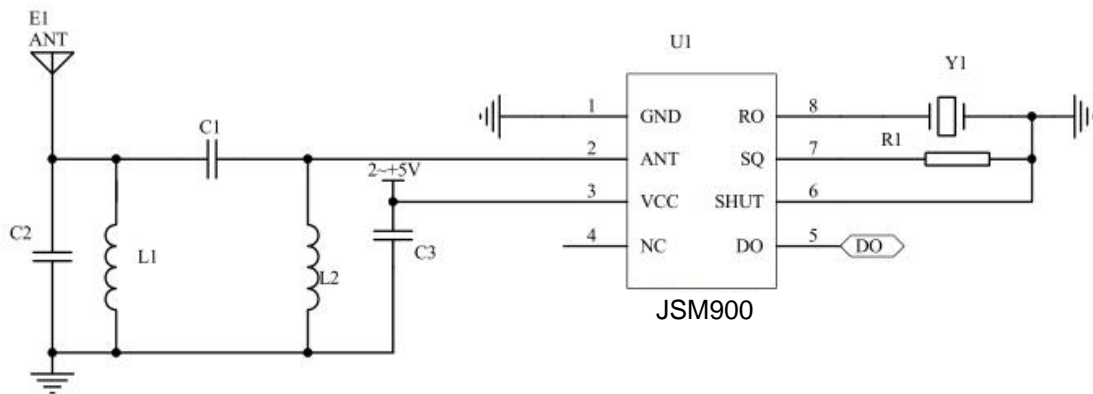 E1
ANT
U1
Y1
C1
1 GND RO 8
2 ANT SQ 7 R1
2~+5V
3 VCC SHUT 6
4 NC DO 5 DO
C2
L1
L2
C3
JSM900